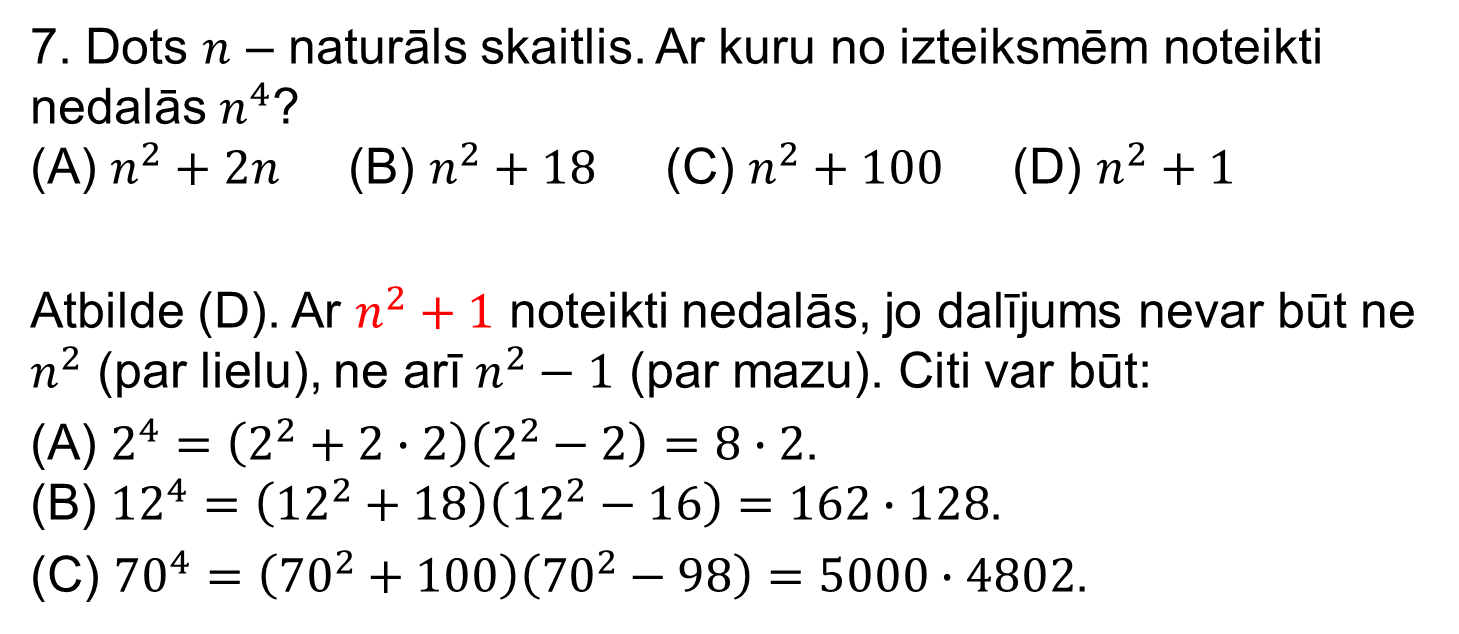 7. Dots n – naturāls skaitlis. Ar kuru no izteiksmēm noteikti
nedalās n⁴?
(A) n² + 2n (B) n² + 18 (C) n² + 100 (D) n² + 1
Atbilde (D). Ar n² + 1 noteikti nedalās, jo dalījums nevar būt ne
n² (par lielu), ne arī n² − 1 (par mazu). Citi var būt:
(A) 2⁴ = (2² + 2 · 2)(2² − 2) = 8 · 2.
(B) 12⁴ = (12² + 18)(12² − 16) = 162 · 128.
(C) 70⁴ = (70² + 100)(70² − 98) = 5000 · 4802.